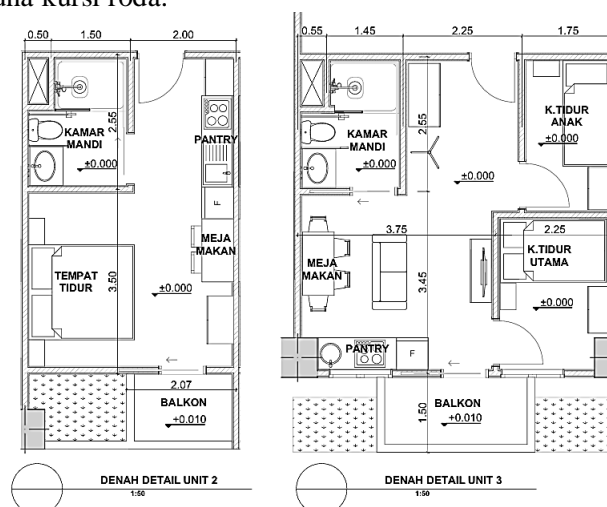 una kursi roda.
0.50 1.50 2.00
KAMAR MANDI
2.55
±0.000
PANTRY
F
MEJA MAKAN
TEMPAT TIDUR
3.50
±0.000
2.07
BALKON
+0.010
DENAH DETAIL UNIT 2
1:50
0.55 1.45 2.25 1.75
KAMAR MANDI
±0.000
2.55
K.TIDUR ANAK
±0.000
±0.000
3.75
2.25
MEJA MAKAN
3.45
K.TIDUR UTAMA
±0.000
PANTRY
F
1.50
BALKON
+0.010
DENAH DETAIL UNIT 3
1:50